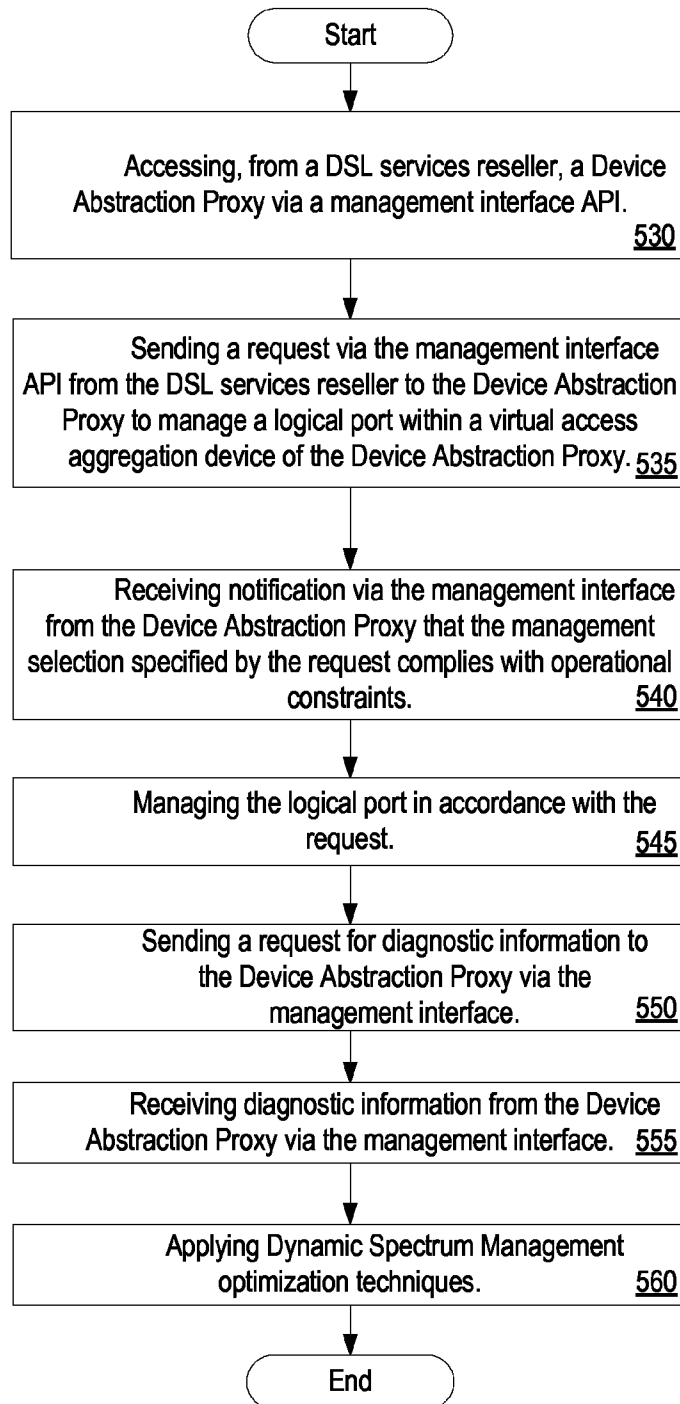 Start
Accessing, from a DSL services reseller, a Device
Abstraction Proxy via a management interface API.
530
Sending a request via the management interface
API from the DSL services reseller to the Device Abstraction
Proxy to manage a logical port within a virtual access
aggregation device of the Device Abstraction Proxy. 535
Receiving notification via the management interface
from the Device Abstraction Proxy that the management
selection specified by the request complies with operational
constraints. 540
Managing the logical port in accordance with the
request. 545
Sending a request for diagnostic information to
the Device Abstraction Proxy via the
management interface. 550
Receiving diagnostic information from the Device
Abstraction Proxy via the management interface. 555
Applying Dynamic Spectrum Management
optimization techniques. 560
End